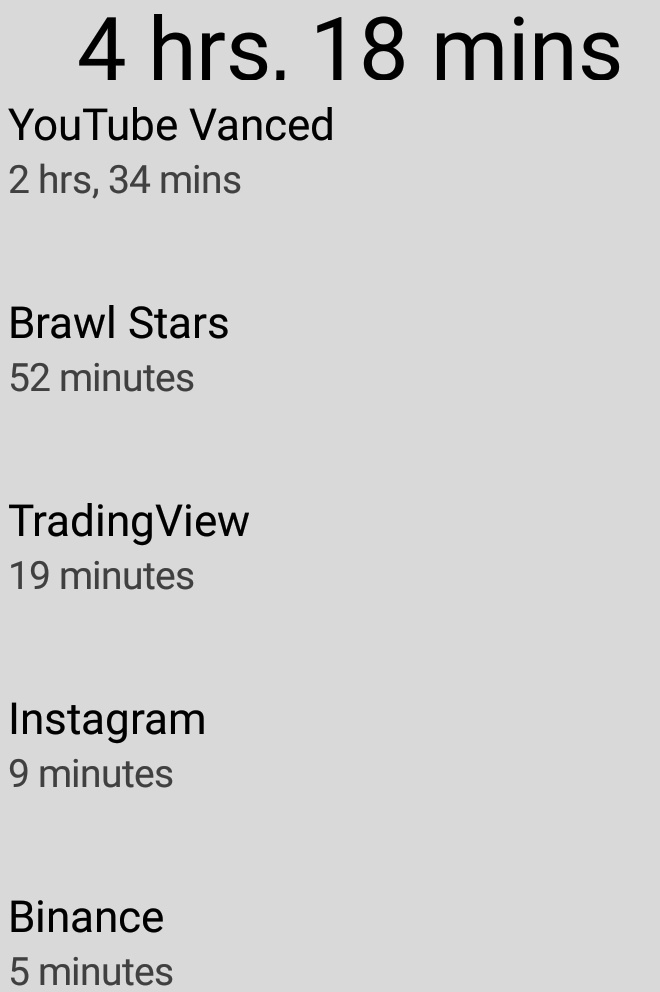 4 hrs. 18 mins
YouTube Vanced
2 hrs, 34 mins
Brawl Stars
52 minutes
TradingView
19 minutes
Instagram
9 minutes
Binance
5 minutes